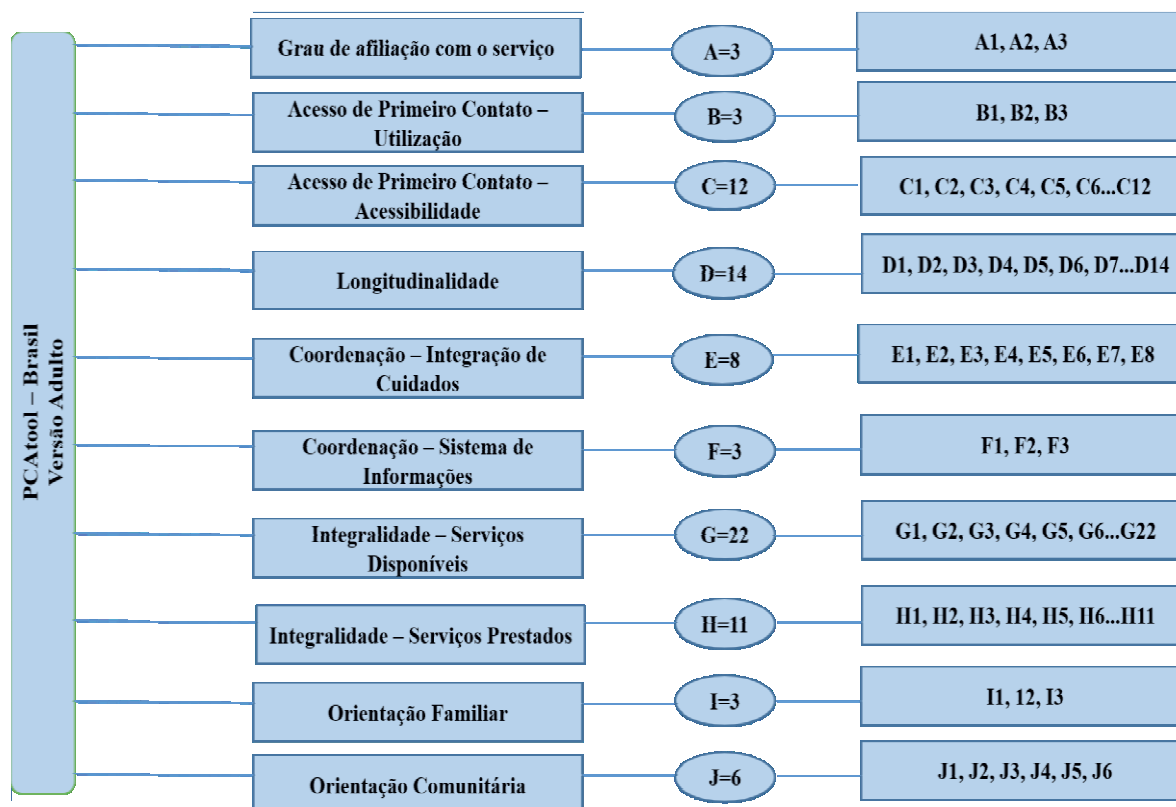 PCAtool – Brasil
Versão Adulto
Grau de afiliação com o serviço
A=3
A1, A2, A3
Acesso de Primeiro Contato –
Utilização
B=3
B1, B2, B3
Acesso de Primeiro Contato –
Acessibilidade
C=12
C1, C2, C3, C4, C5, C6...C12
Longitudinalidade
D=14
D1, D2, D3, D4, D5, D6, D7...D14
Coordenação – Integração de
Cuidados
E=8
E1, E2, E3, E4, E5, E6, E7, E8
Coordenação – Sistema de
Informações
F=3
F1, F2, F3
Integralidade – Serviços
Disponíveis
G=22
G1, G2, G3, G4, G5, G6...G22
Integralidade – Serviços Prestados
H=11
H1, H2, H3, H4, H5, H6...H11
Orientação Familiar
I=3
I1, 12, I3
Orientação Comunitária
J=6
J1, J2, J3, J4, J5, J6